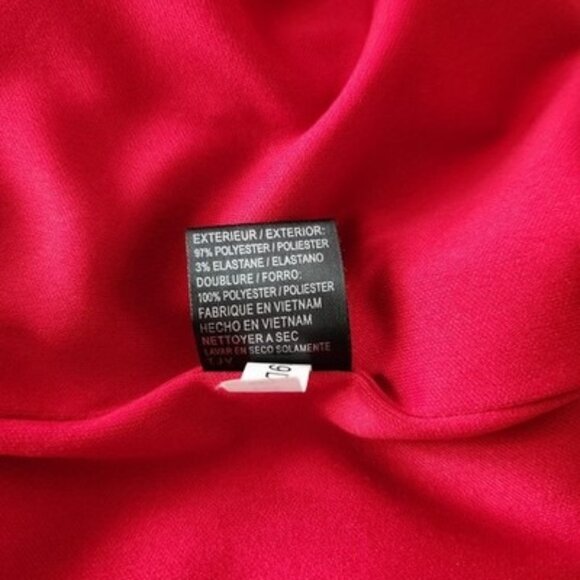 EXTERIEUR / EXTERIOR:
97% POLYESTER / POLIESTER
3% ELASTANE / ELASTANO
DOUBLURE / FORRO:
100% POLYESTER / POLIESTER
FABRIQUE EN VIETNAM
HECHO EN VIETNAM
NETTOYER A SEC
LAVAR EN SECO SOLAMENTE